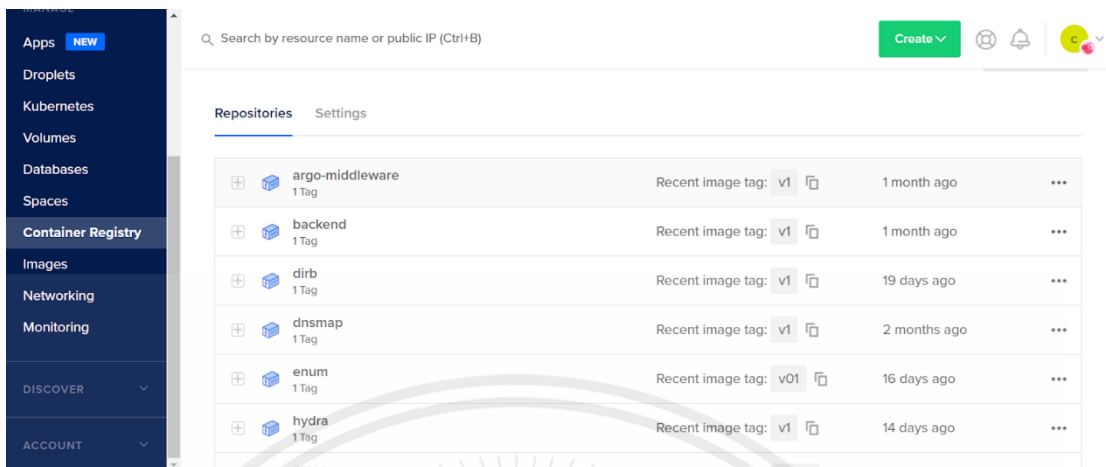 MANAGE
Apps NEW
Droplets
Kubernetes
Volumes
Databases
Spaces
Container Registry
Images
Networking
Monitoring
DISCOVER
ACCOUNT
Search by resource name or public IP (Ctrl+B)
Create
C
Repositories Settings
argo-middleware
1 Tag
Recent image tag: v1 1 month ago
backend
1 Tag
Recent image tag: v1 1 month ago
dirb
1 Tag
Recent image tag: v1 19 days ago
dnsmap
1 Tag
Recent image tag: v1 2 months ago
enum
1 Tag
Recent image tag: v01 16 days ago
hydra
1 Tag
Recent image tag: v1 14 days ago